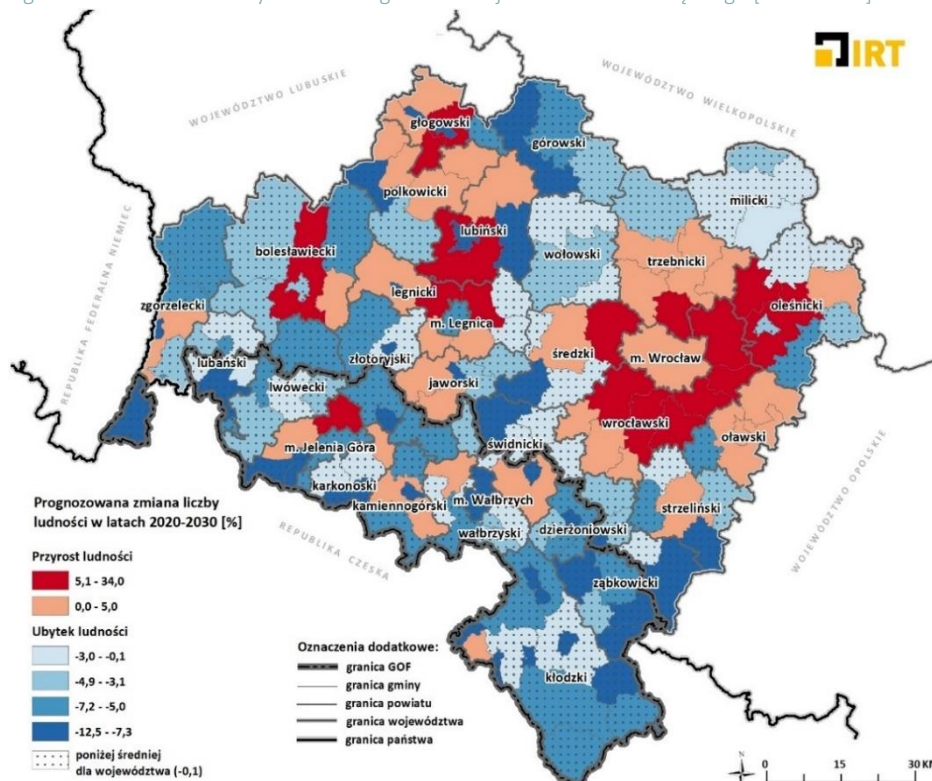 IRT
WOJEWÓDZTWO LUBUSKIE
WOJEWÓDZTWO WIELKOPOLSKIE
głogowski
górowski
polkowicki
milicki
lubiński
bolesławiecki
wołowski
trzebnicki
REPUBLIKA FEDERALNA NIEMIEC
zgorzelecki
legnicki
oleśnicki
m. Legnica
złotoryjski
średzki
m. Wrocław
lubański
lwówecki
jaworski
wrocławski
oławski
świdnicki
m. Jelenia Góra
karkonoski
kamiennogórski
m. Wałbrzych
strzeliński
wałbrzyski
dzierżoniowski
WOJEWÓDZTWO OPOLSKIE
REPUBLIKA CZESKA
ząbkowicki
kłodzki
Prognozowana zmiana liczby
ludności w latach 2020-2030 [%]
Przyrost ludności
5,1 - 34,0
0,0 - 5,0
Ubytek ludności
-3,0 - -0,1
-4,9 - -3,1
-7,2 - -5,0
-12,5 - -7,3
poniżej średniej
dla województwa (-0,1)
Oznaczenia dodatkowe:
granica GOF
granica gminy
granica powiatu
granica województwa
granica państwa
N
0 15 30